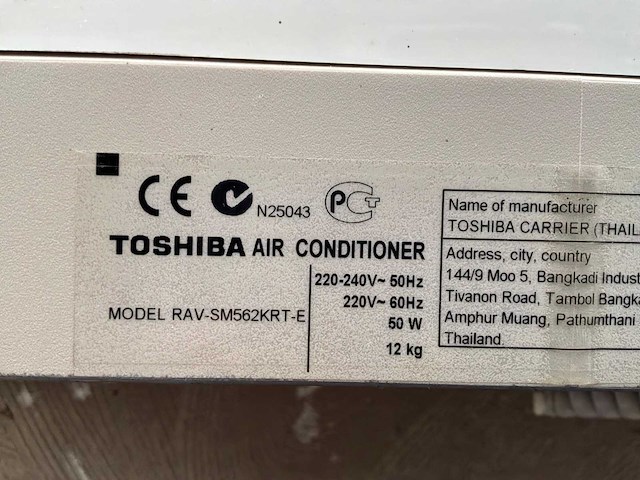 CE N25043 PCT
TOSHIBA AIR CONDITIONER
MODEL RAV-SM562KRT-E
220-240V~ 50Hz
220V~ 60Hz
50 W
12 kg
Name of manufacturer
TOSHIBA CARRIER (THAIL
Address, city, country
144/9 Moo 5, Bangkadi Indust
Tivanon Road, Tambol Bangka
Amphur Muang, Pathumthani
Thailand.